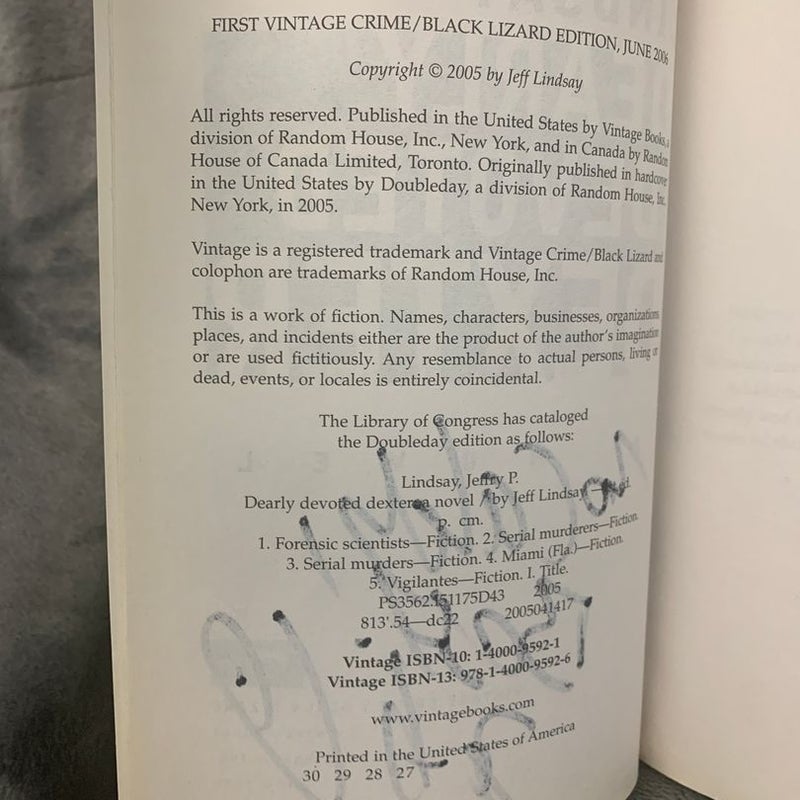 FIRST VINTAGE CRIME/BLACK LIZARD EDITION, JUNE 2006
Copyright © 2005 by Jeff Lindsay
All rights reserved. Published in the United States by Vintage Books, a
division of Random House, Inc., New York, and in Canada by Random
House of Canada Limited, Toronto. Originally published in hardcover
in the United States by Doubleday, a division of Random House, Inc.
New York, in 2005.
Vintage is a registered trademark and Vintage Crime/Black Lizard and
colophon are trademarks of Random House, Inc.
This is a work of fiction. Names, characters, businesses, organizations
places, and incidents either are the product of the author's imagination
or are used fictitiously. Any resemblance to actual persons, living or
dead, events, or locales is entirely coincidental.
The Library of Congress has cataloged
the Doubleday edition as follows:
Lindsay, Jeffry P.
Dearly devoted dexter: a novel / by Jeff Lindsay
p. cm.
1. Forensic scientists—Fiction. 2. Serial murderers—Fiction.
3. Serial murders—Fiction. 4. Miami (Fla.)—Fiction.
5. Vigilantes—Fiction. I. Title.
PS3562.I51175D43 2005
813'.54—dc22 2005041417
Vintage ISBN-10: 1-4000-9592-1
Vintage ISBN-13: 978-1-4000-9592-6
www.vintagebooks.com
Printed in the United States of America
30 29 28 27